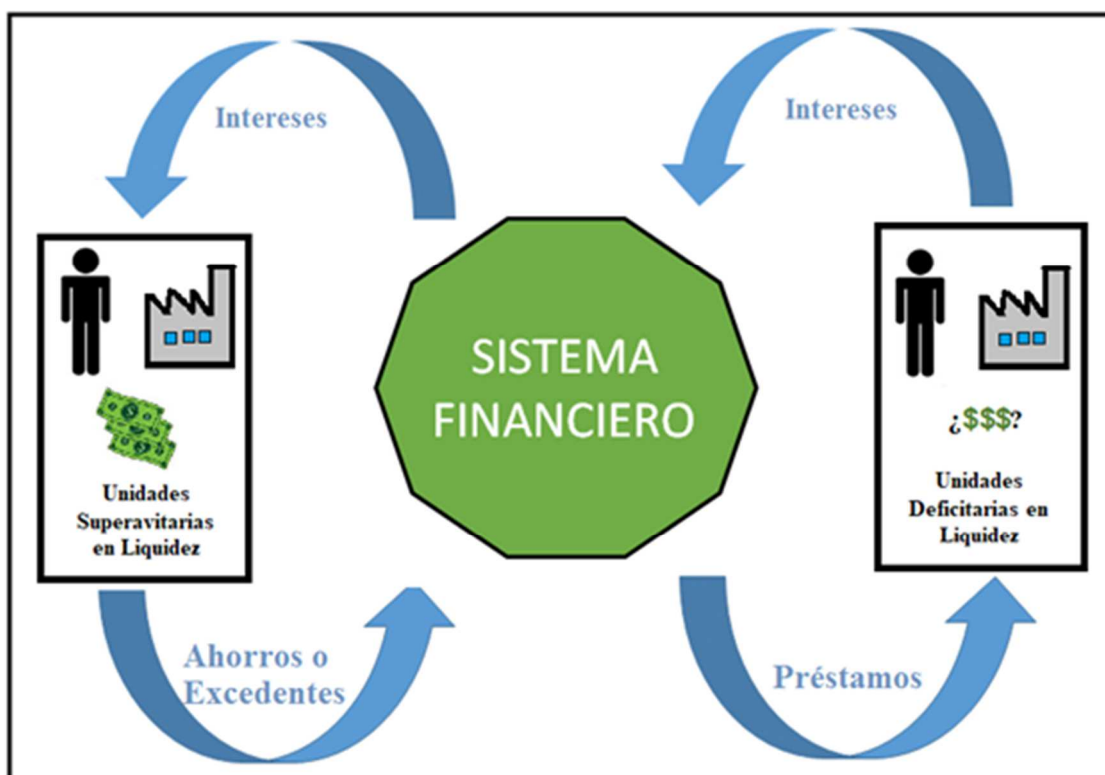 Intereses
Intereses
SISTEMA
FINANCIERO
¿$$$?
Unidades
Superavitarias
en Liquidez
Unidades
Deficitarias en
Liquidez
Ahorros o
Excedentes
Préstamos